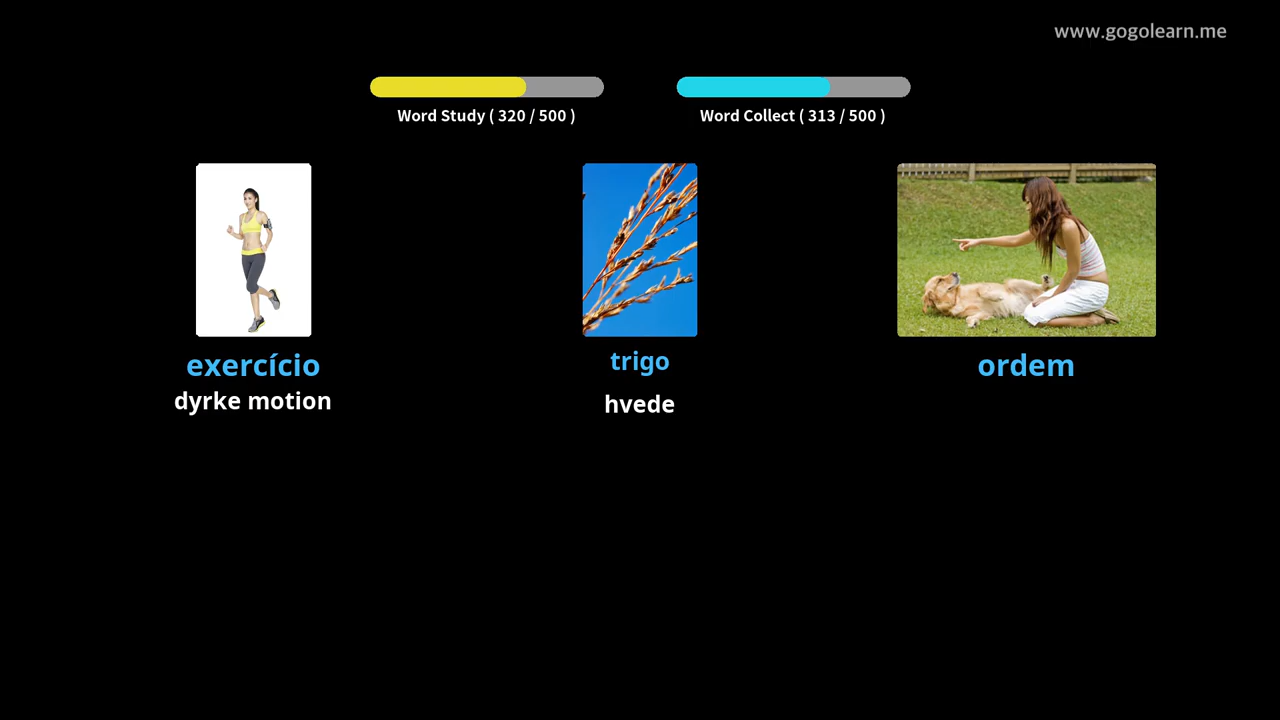 www.gogolearn.me
Word Study ( 320 / 500 )
Word Collect ( 313 / 500 )
exercício
dyrke motion
trigo
hvede
ordem